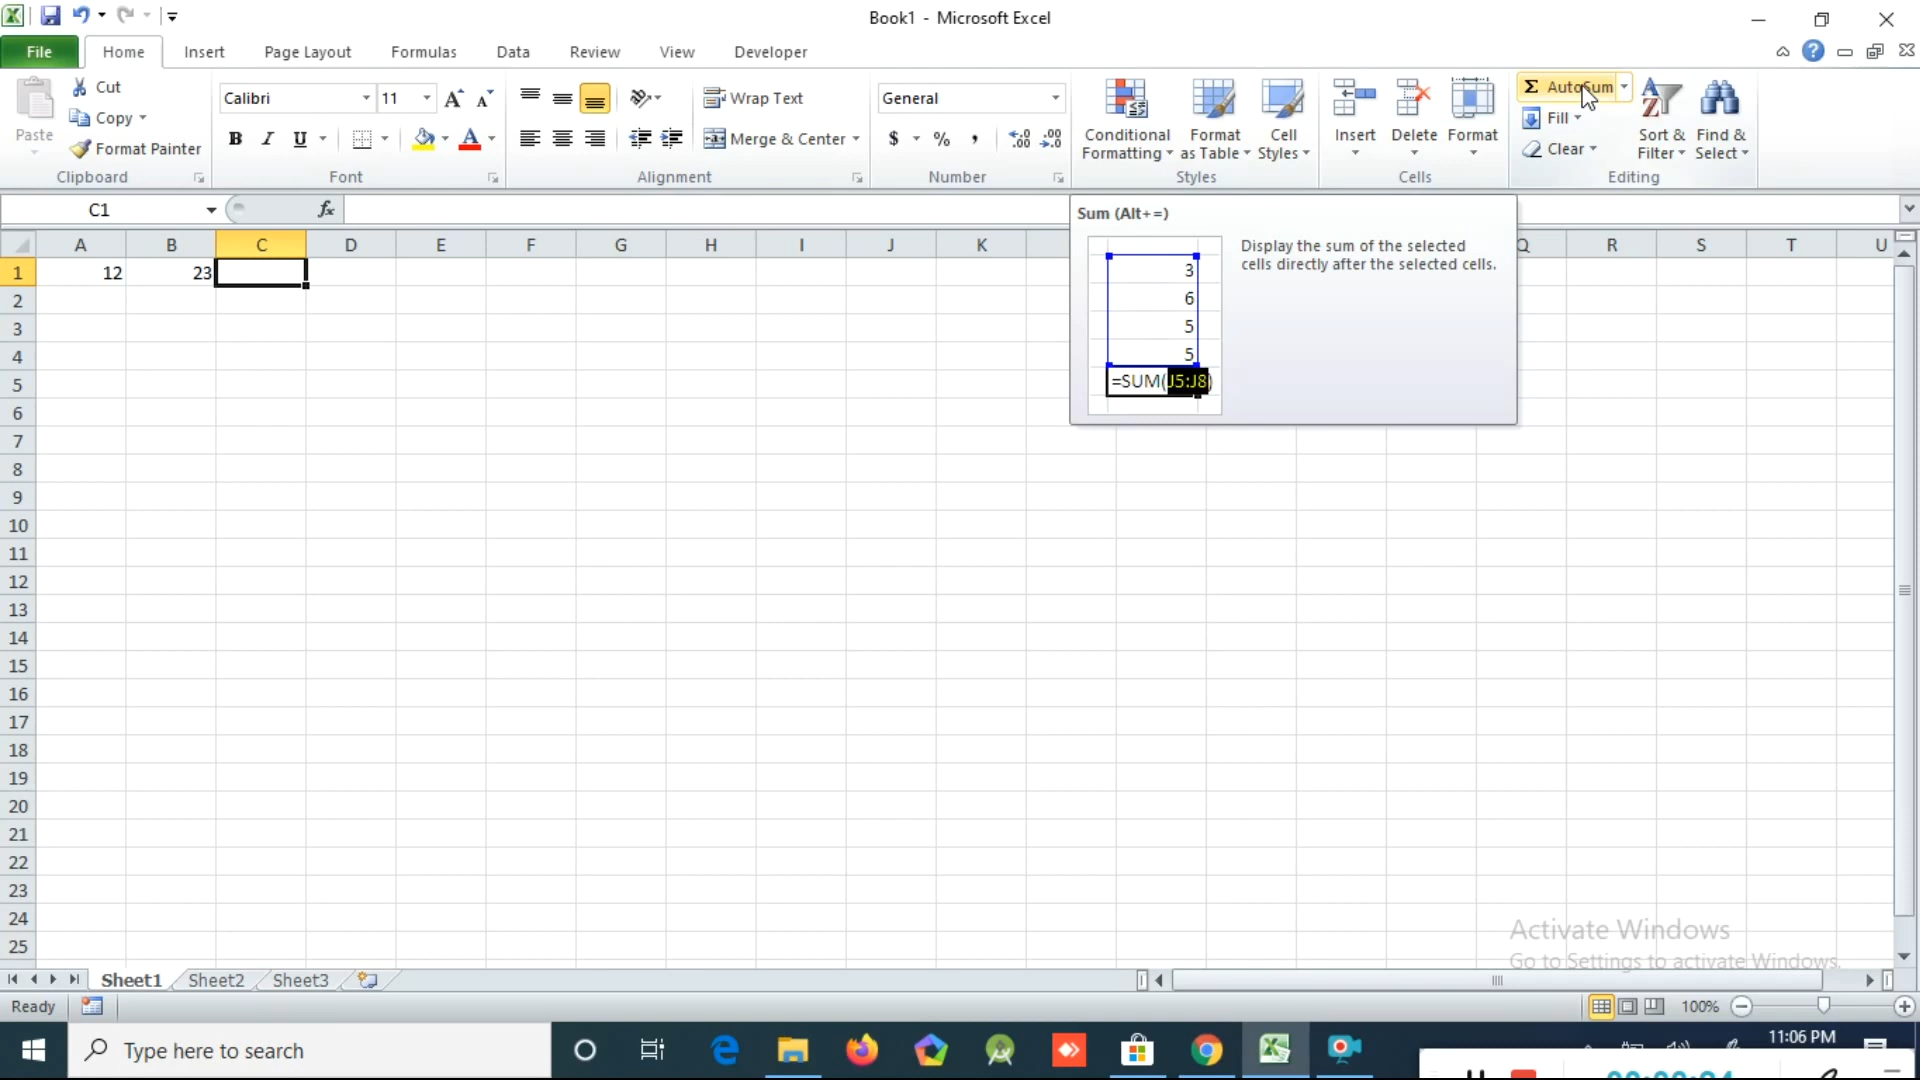 Book1 - Microsoft Excel
File Home Insert Page Layout Formulas Data Review View Developer
Cut
Copy
Format Painter
Paste
Clipboard
Calibri 11
B I U
Font
Wrap Text
Merge & Center
Alignment
General
$ % ,
Number
Conditional Formatting
Format as Table
Cell Styles
Styles
Insert Delete Format
Cells
Σ AutoSum
Fill
Clear
Sort & Filter
Find & Select
Editing
C1 fx
Sum (Alt+=)
Display the sum of the selected
cells directly after the selected cells.
3
6
5
5
=SUM(J5:J8)
A B C D E F G H I J K Q R S T U
1 12 23
2
3
4
5
6
7
8
9
10
11
12
13
14
15
16
17
18
19
20
21
22
23
24
25
Activate Windows
Go to Settings to activate Windows.
Sheet1 Sheet2 Sheet3
Ready 100%
Type here to search
11:06 PM